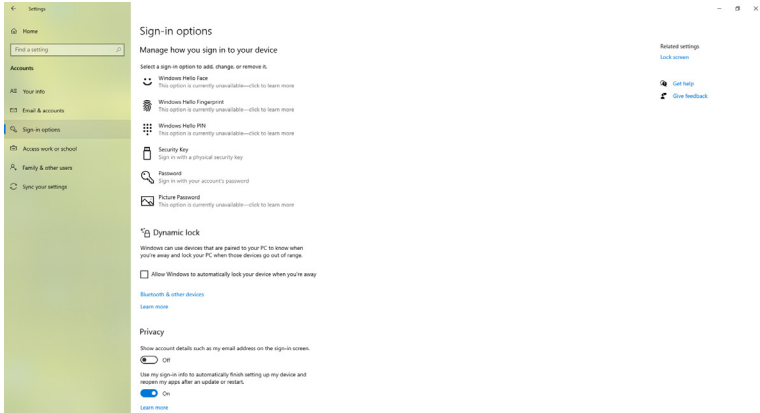 Settings
Home
Find a setting
Accounts
Your info
Email & accounts
Sign-in options
Access work or school
Family & other users
Sync your settings
Sign-in options
Manage how you sign in to your device
Select a sign-in option to add, change, or remove it.
Windows Hello Face
This option is currently unavailable—click to learn more
Windows Hello Fingerprint
This option is currently unavailable—click to learn more
Windows Hello PIN
This option is currently unavailable—click to learn more
Security Key
Sign in with a physical security key
Password
Sign in with your account's password
Picture Password
This option is currently unavailable—click to learn more
Dynamic lock
Windows can use devices that are paired to your PC to know when
you're away and lock your PC when those devices go out of range.
Allow Windows to automatically lock your device when you're away
Bluetooth & other devices
Learn more
Privacy
Show account details such as my email address on the sign-in screen.
Off
Use my sign-in info to automatically finish setting up my device and
reopen my apps after an update or restart.
On
Learn more
Related settings
Lock screen
Get help
Give feedback